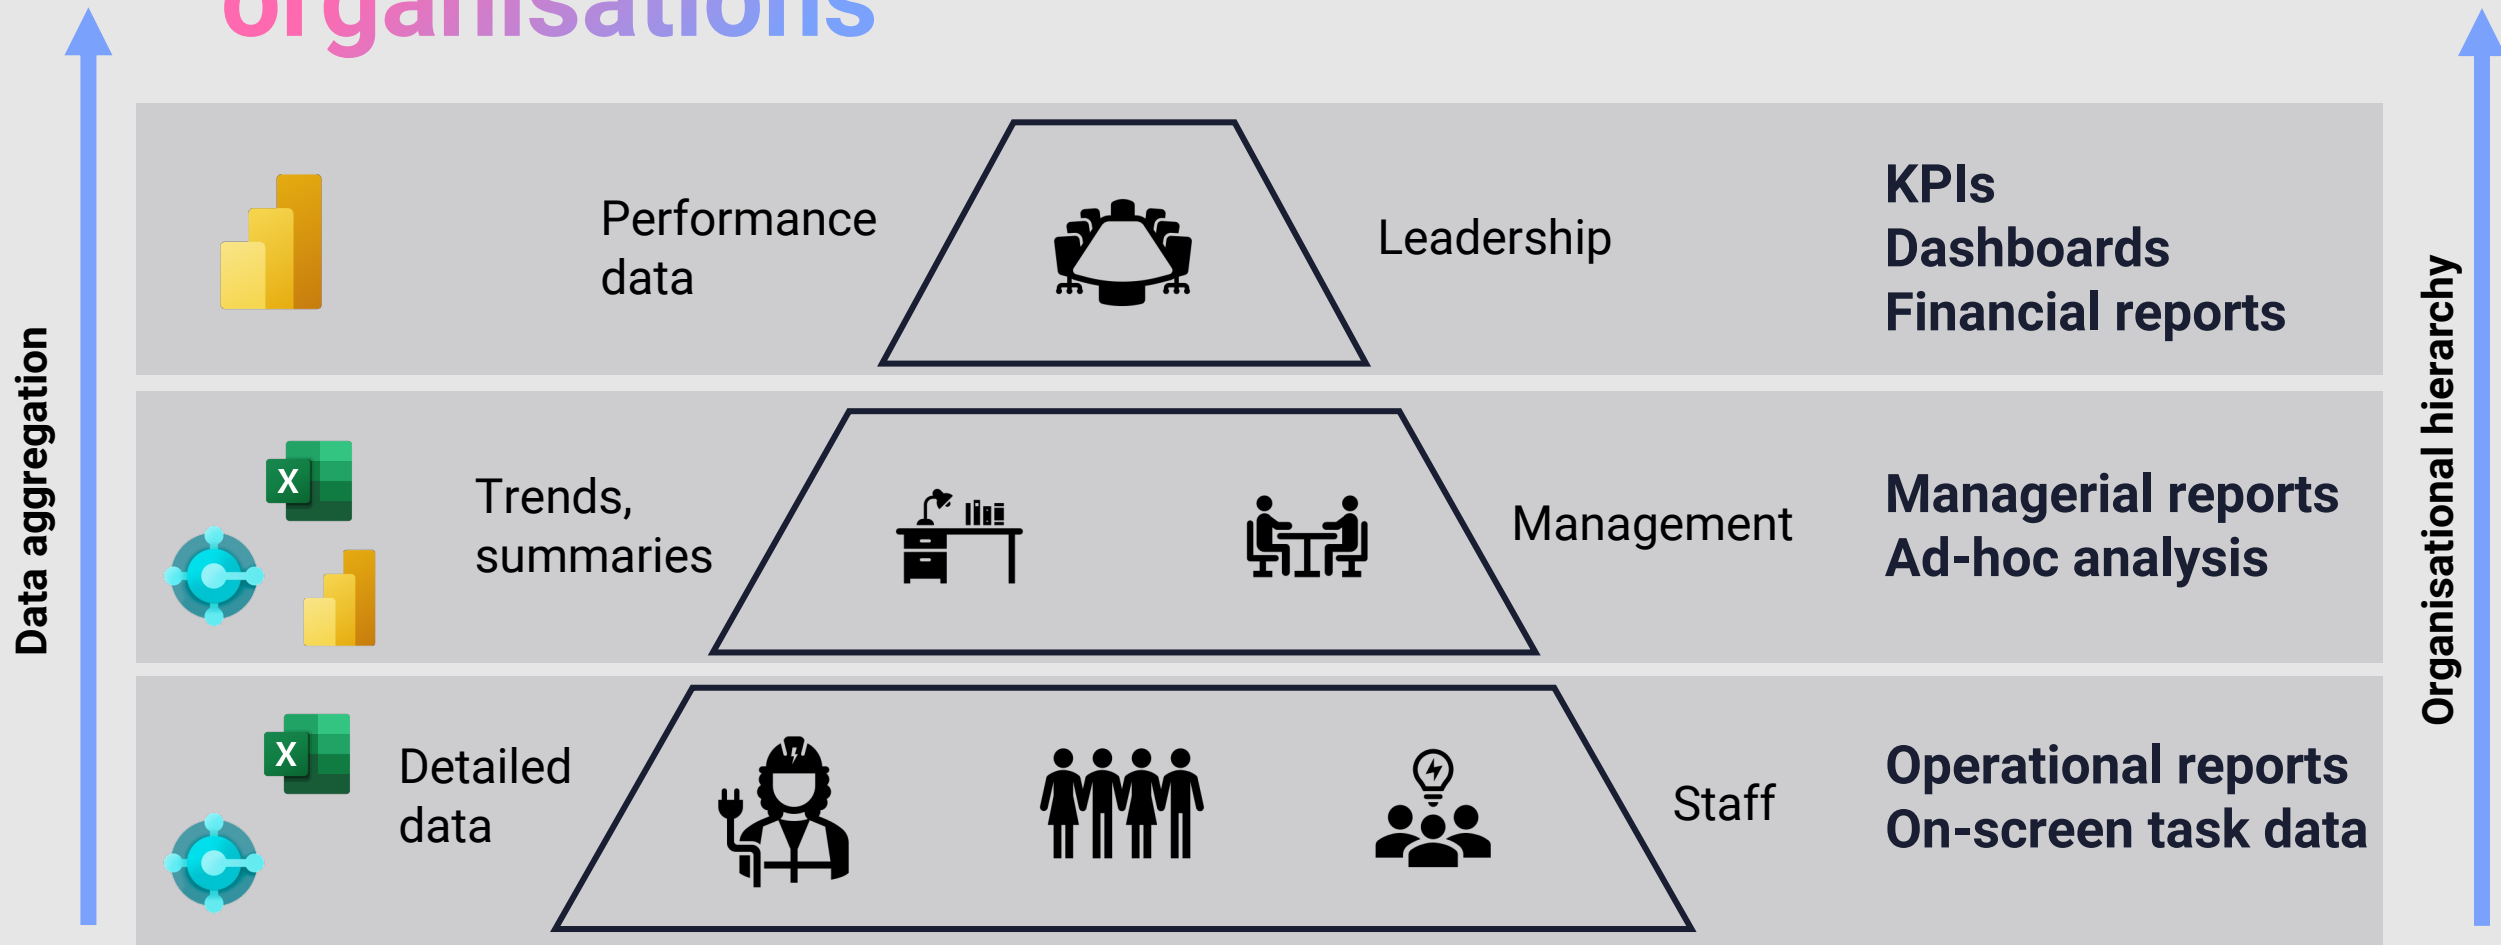 organisations
Data aggregation
Performance
data
Leadership
KPIs
Dashboards
Financial reports
X
Trends,
summaries
Management
Managerial reports
Ad-hoc analysis
X
Detailed
data
Staff
Operational reports
On-screen task data
Organisational hierarchy